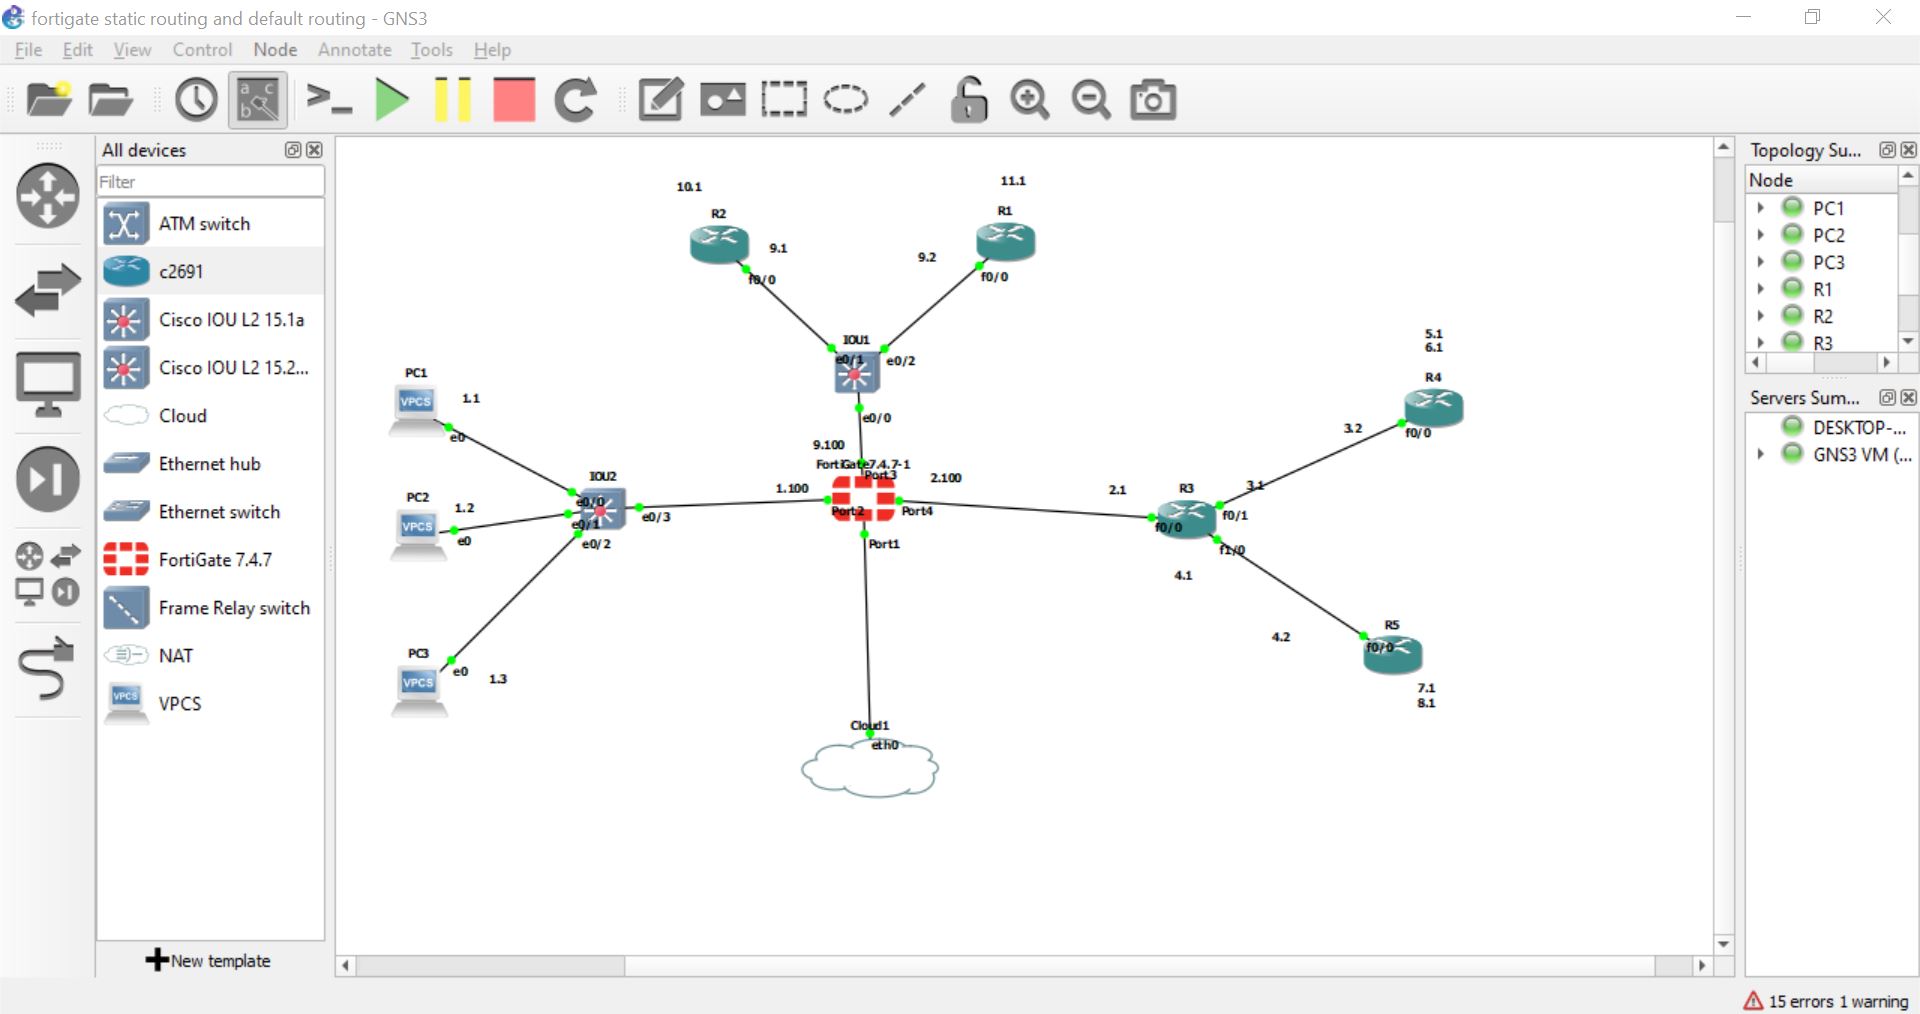 fortigate static routing and default routing - GNS3
File Edit View Control Node Annotate Tools Help
All devices
Filter
ATM switch
c2691
Cisco IOU L2 15.1a
Cisco IOU L2 15.2...
Cloud
Ethernet hub
Ethernet switch
FortiGate 7.4.7
Frame Relay switch
NAT
VPCS
VPCS
New template
10.1
R2
9.1
f0/0
11.1
R1
9.2
f0/0
IOU1
e0/1
e0/2
e0/0
PC1
VPCS
1.1
e0
PC2
VPCS
1.2
e0
PC3
VPCS
1.3
e0
IOU2
e0/0
e0/1
e0/2
e0/3
9.100
FortiGate7.4.7-1
Port3
1.100
Port2
2.100
Port4
Port1
Cloud1
eth0
2.1
R3
f0/0
3.1
f0/1
f1/0
4.1
5.1
6.1
R4
3.2
f0/0
R5
4.2
f0/0
7.1
8.1
Topology Su...
Node
PC1
PC2
PC3
R1
R2
R3
Servers Sum...
DESKTOP-...
GNS3 VM (...
15 errors 1 warning